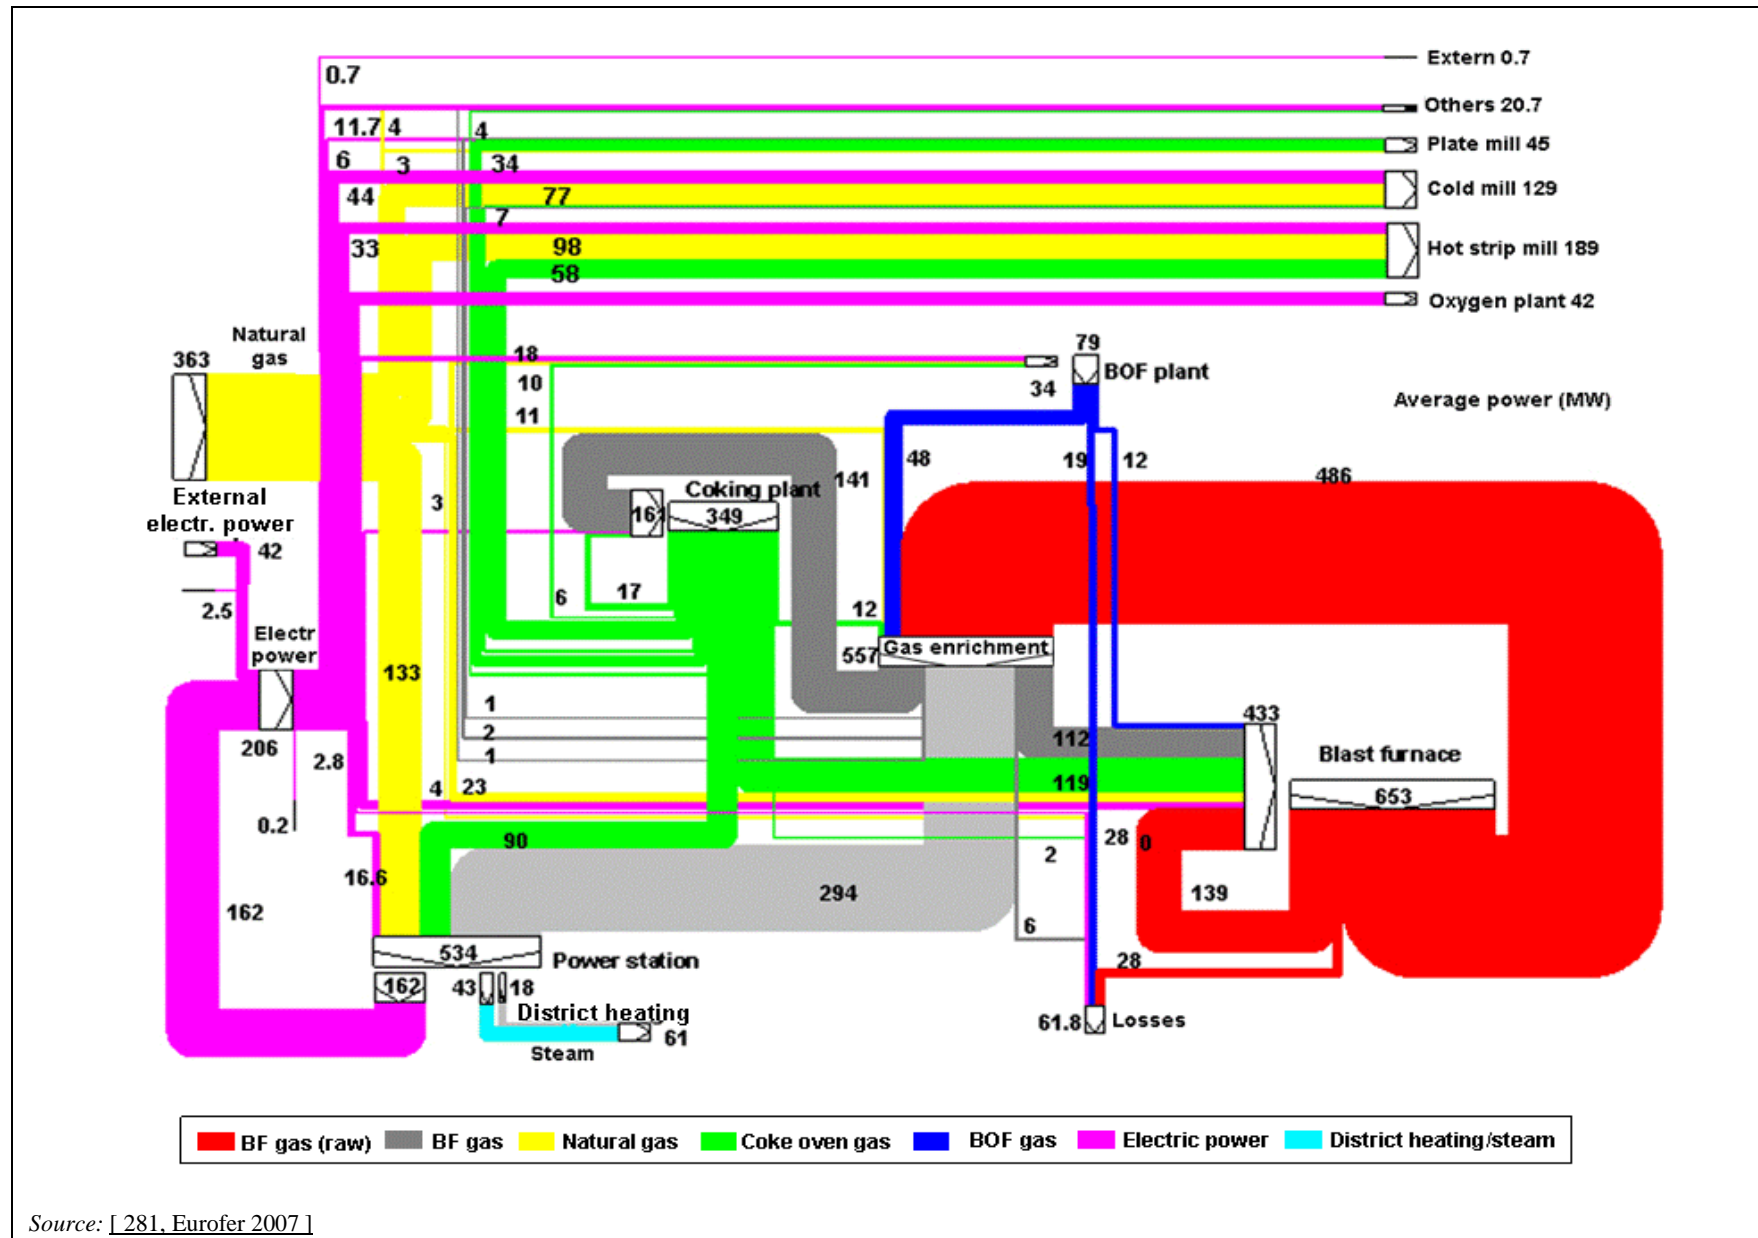 Extern 0.7
0.7
Others 20.7
11.7 4 4
Plate mill 45
6 3 34
44 77
Cold mill 129
7
33 98
Hot strip mill 189
58
Oxygen plant 42
Natural
gas
363
18
79
BOF plant
10 34
Average power (MW)
11
48 19 12
141 486
Coking plant
161 349
3
External
electr. power
42
2.5
6 17 12
Electr
power
557 Gas enrichment
133
1
2
1
206
2.8
433
112
Blast furnace
4 23 119
653
0.2
90
28 0
2
16.6
294
139
162
6
534
Power station
28
162 43 18
District heating
61
Steam
61.8 Losses
BF gas (raw) BF gas Natural gas Coke oven gas BOF gas Electric power District heating/steam
Source: [ 281, Eurofer 2007 ]